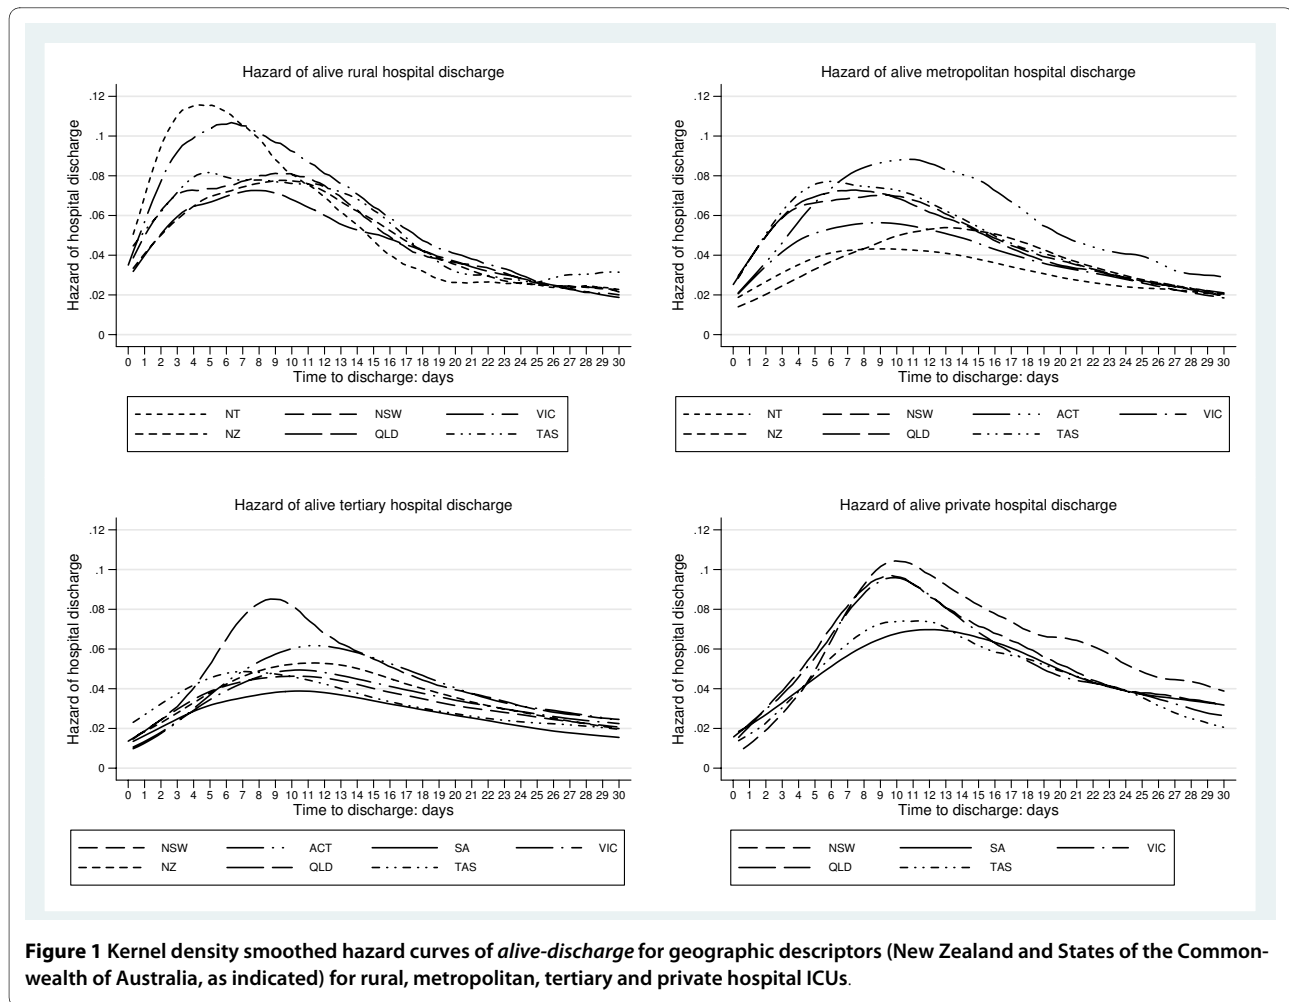 Hazard of alive rural hospital discharge
Hazard of hospital discharge
.12
.1
.08
.06
.04
.02
0
0 1 2 3 4 5 6 7 8 9 10 11 12 13 14 15 16 17 18 19 20 21 22 23 24 25 26 27 28 29 30
Time to discharge: days
NT NSW VIC
NZ QLD TAS
Hazard of alive metropolitan hospital discharge
Hazard of hospital discharge
.12
.1
.08
.06
.04
.02
0
0 1 2 3 4 5 6 7 8 9 10 11 12 13 14 15 16 17 18 19 20 21 22 23 24 25 26 27 28 29 30
Time to discharge: days
NT NSW ACT VIC
NZ QLD TAS
Hazard of alive tertiary hospital discharge
Hazard of hospital discharge
.12
.1
.08
.06
.04
.02
0
0 1 2 3 4 5 6 7 8 9 10 11 12 13 14 15 16 17 18 19 20 21 22 23 24 25 26 27 28 29 30
Time to discharge: days
NSW ACT SA VIC
NZ QLD TAS
Hazard of alive private hospital discharge
Hazard of hospital discharge
.12
.1
.08
.06
.04
.02
0
0 1 2 3 4 5 6 7 8 9 10 11 12 13 14 15 16 17 18 19 20 21 22 23 24 25 26 27 28 29 30
Time to discharge: days
NSW SA VIC
QLD TAS
Figure 1 Kernel density smoothed hazard curves of alive-discharge for geographic descriptors (New Zealand and States of the Common-
wealth of Australia, as indicated) for rural, metropolitan, tertiary and private hospital ICUs.